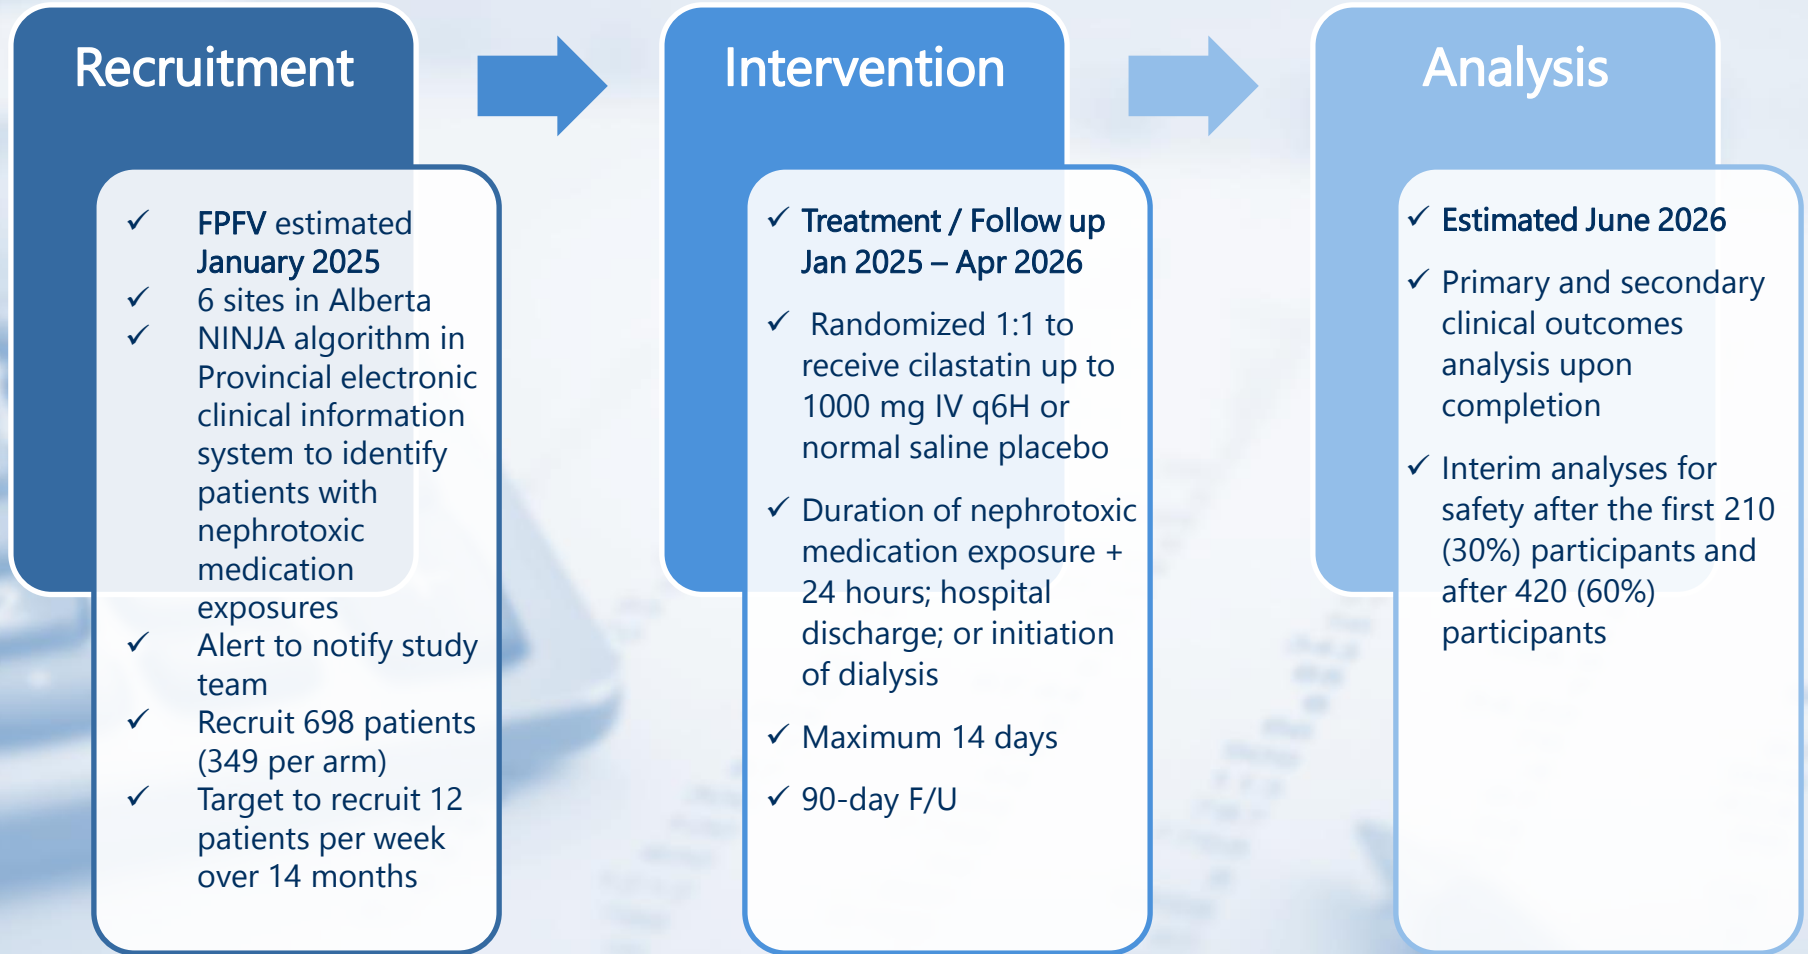 Recruitment
FPFV estimated
January 2025
6 sites in Alberta
NINJA algorithm in
Provincial electronic
clinical information
system to identify
patients with
nephrotoxic
medication
exposures
Alert to notify study
team
Recruit 698 patients
(349 per arm)
Target to recruit 12
patients per week
over 14 months
Intervention
Treatment / Follow up
Jan 2025 – Apr 2026
Randomized 1:1 to
receive cilastatin up to
1000 mg IV q6H or
normal saline placebo
Duration of nephrotoxic
medication exposure +
24 hours; hospital
discharge; or initiation
of dialysis
Maximum 14 days
90-day F/U
Analysis
Estimated June 2026
Primary and secondary
clinical outcomes
analysis upon
completion
Interim analyses for
safety after the first 210
(30%) participants and
after 420 (60%)
participants